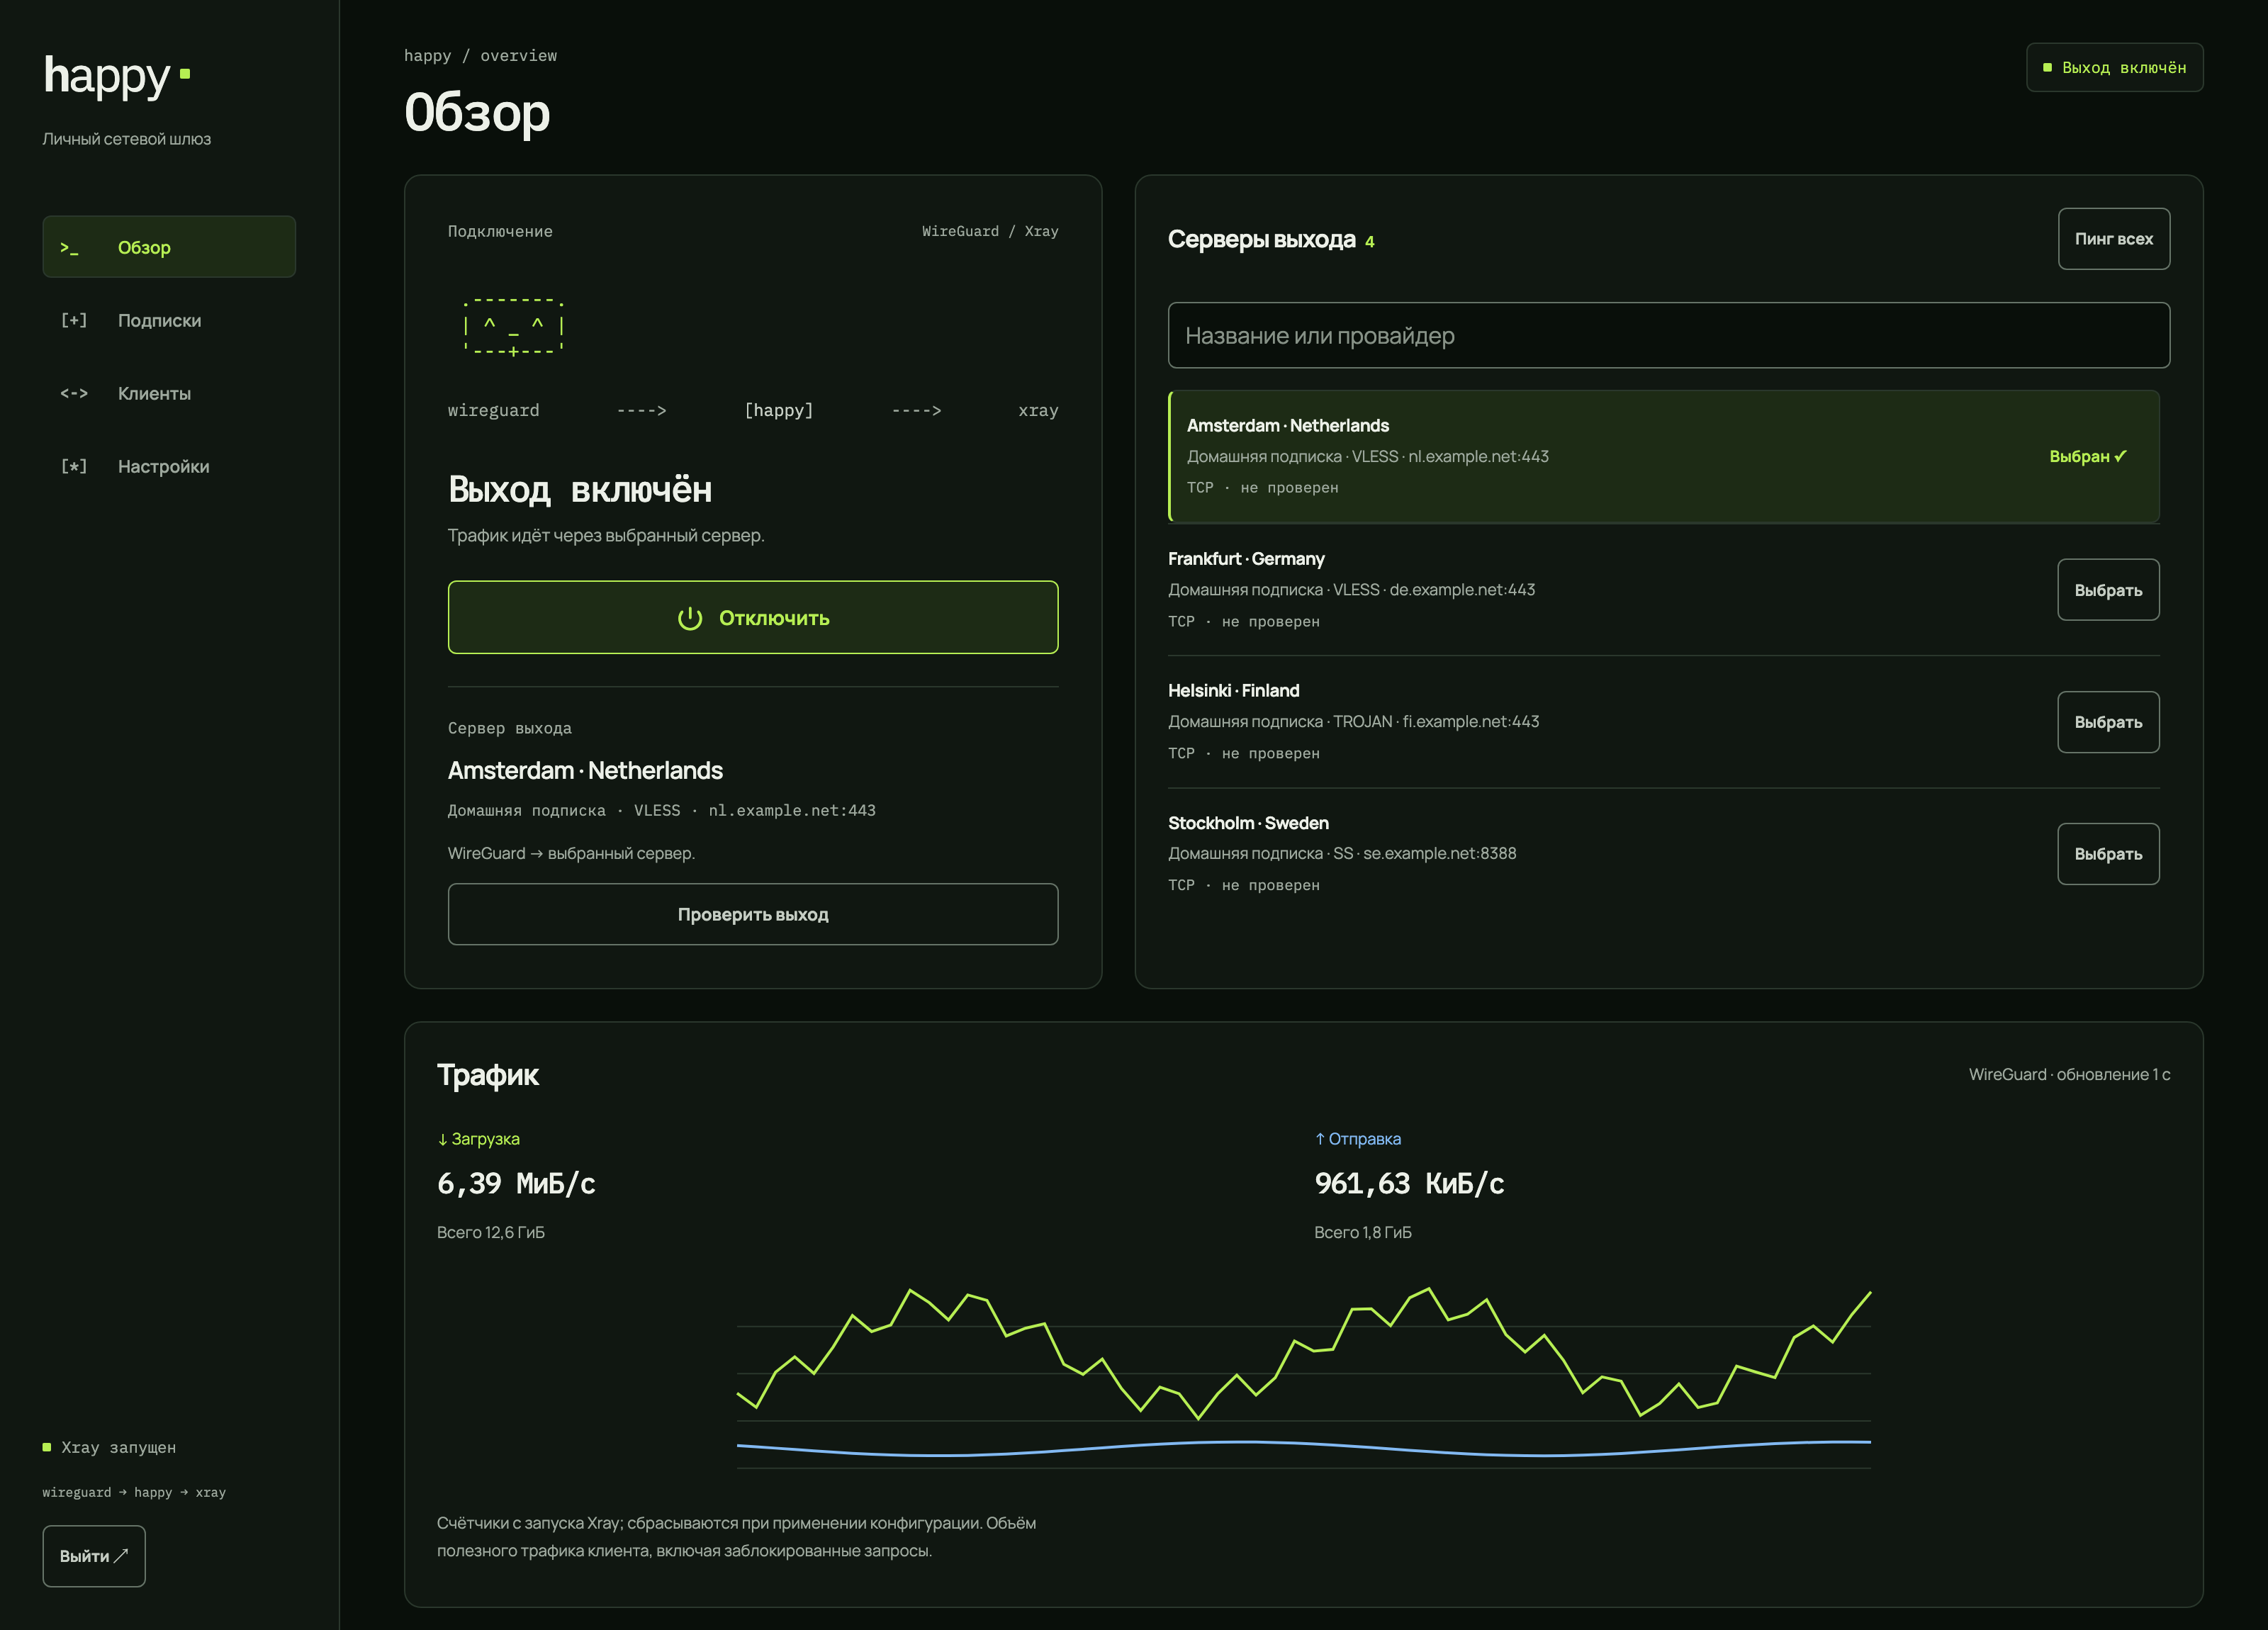 happy
Личный сетевой шлюз
>_ Обзор
[+] Подписки
<-> Клиенты
[*] Настройки
Xray запущен
wireguard → happy → xray
Выйти ↗
happy / overview
Обзор
Выход включён
Подключение
WireGuard / Xray
.-------.
| ^ _ ^ |
'---+---'
wireguard ----> [happy] ----> xray
Выход включён
Трафик идёт через выбранный сервер.
Отключить
Сервер выхода
Amsterdam · Netherlands
Домашняя подписка · VLESS · nl.example.net:443
WireGuard → выбранный сервер.
Проверить выход
Серверы выхода 4
Пинг всех
Название или провайдер
Amsterdam · Netherlands
Домашняя подписка · VLESS · nl.example.net:443
TCP · не проверен
Выбран ✓
Frankfurt · Germany
Домашняя подписка · VLESS · de.example.net:443
TCP · не проверен
Выбрать
Helsinki · Finland
Домашняя подписка · TROJAN · fi.example.net:443
TCP · не проверен
Выбрать
Stockholm · Sweden
Домашняя подписка · SS · se.example.net:8388
TCP · не проверен
Выбрать
Трафик
WireGuard · обновление 1 с
↓ Загрузка
6,39 МиБ/с
Всего 12,6 ГиБ
↑ Отправка
961,63 КиБ/с
Всего 1,8 ГиБ
Счётчики с запуска Xray; сбрасываются при применении конфигурации. Объём
полезного трафика клиента, включая заблокированные запросы.